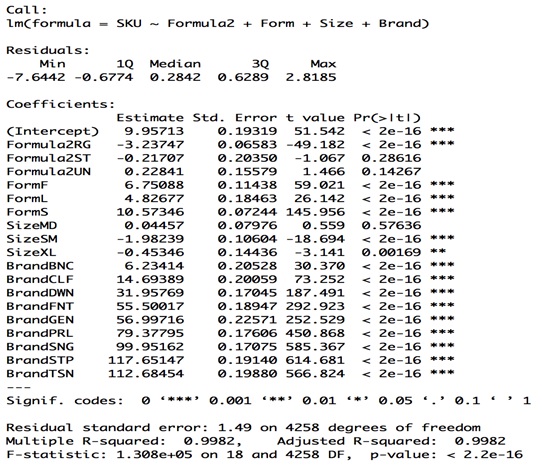 Call:
lm(formula = SKU ~ Formula2 + Form + Size + Brand)
Residuals:
Min 1Q Median 3Q Max
-7.6442 -0.6774 0.2842 0.6289 2.8185
Coefficients:
Estimate Std. Error t value Pr(>|t|)
(Intercept) 9.95713 0.19319 51.542 < 2e-16 ***
Formula2RG -3.23747 0.06583 -49.182 < 2e-16 ***
Formula2ST -0.21707 0.20350 -1.067 0.28616
Formula2UN 0.22841 0.15579 1.466 0.14267
FormF 6.75088 0.11438 59.021 < 2e-16 ***
FormL 4.82677 0.18463 26.142 < 2e-16 ***
FormS 10.57346 0.07244 145.956 < 2e-16 ***
SizeMD 0.04457 0.07976 0.559 0.57636
SizeSM -1.98239 0.10604 -18.694 < 2e-16 ***
SizeXL -0.45346 0.14436 -3.141 0.00169 **
BrandBNC 6.23414 0.20528 30.370 < 2e-16 ***
BrandCLF 14.69389 0.20059 73.252 < 2e-16 ***
BrandDWN 31.95769 0.17045 187.491 < 2e-16 ***
BrandFNT 55.50017 0.18947 292.923 < 2e-16 ***
BrandGEN 56.99716 0.22571 252.529 < 2e-16 ***
BrandPRL 79.37795 0.17606 450.868 < 2e-16 ***
BrandSNG 99.95162 0.17075 585.367 < 2e-16 ***
BrandSTP 117.65147 0.19140 614.681 < 2e-16 ***
BrandTSN 112.68454 0.19880 566.824 < 2e-16 ***
---
Signif. codes: 0 ‘***’ 0.001 ‘**’ 0.01 ‘*’ 0.05 ‘.’ 0.1 ‘ ’ 1
Residual standard error: 1.49 on 4258 degrees of freedom
Multiple R-squared: 0.9982, Adjusted R-squared: 0.9982
F-statistic: 1.308e+05 on 18 and 4258 DF, p-value: < 2.2e-16